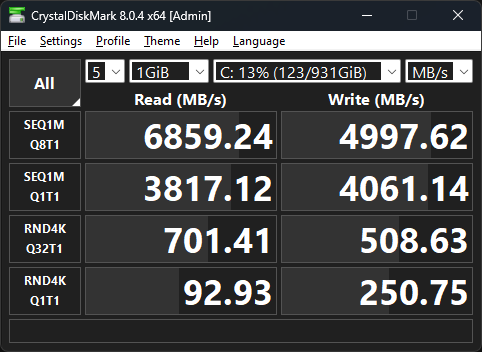 CrystalDiskMark 8.0.4 x64 [Admin]
File Settings Profile Theme Help Language
All 5 1GiB C: 13% (123/931GiB) MB/s
Read (MB/s) Write (MB/s)
SEQ1M
Q8T1 6859.24 4997.62
SEQ1M
Q1T1 3817.12 4061.14
RND4K
Q32T1 701.41 508.63
RND4K
Q1T1 92.93 250.75